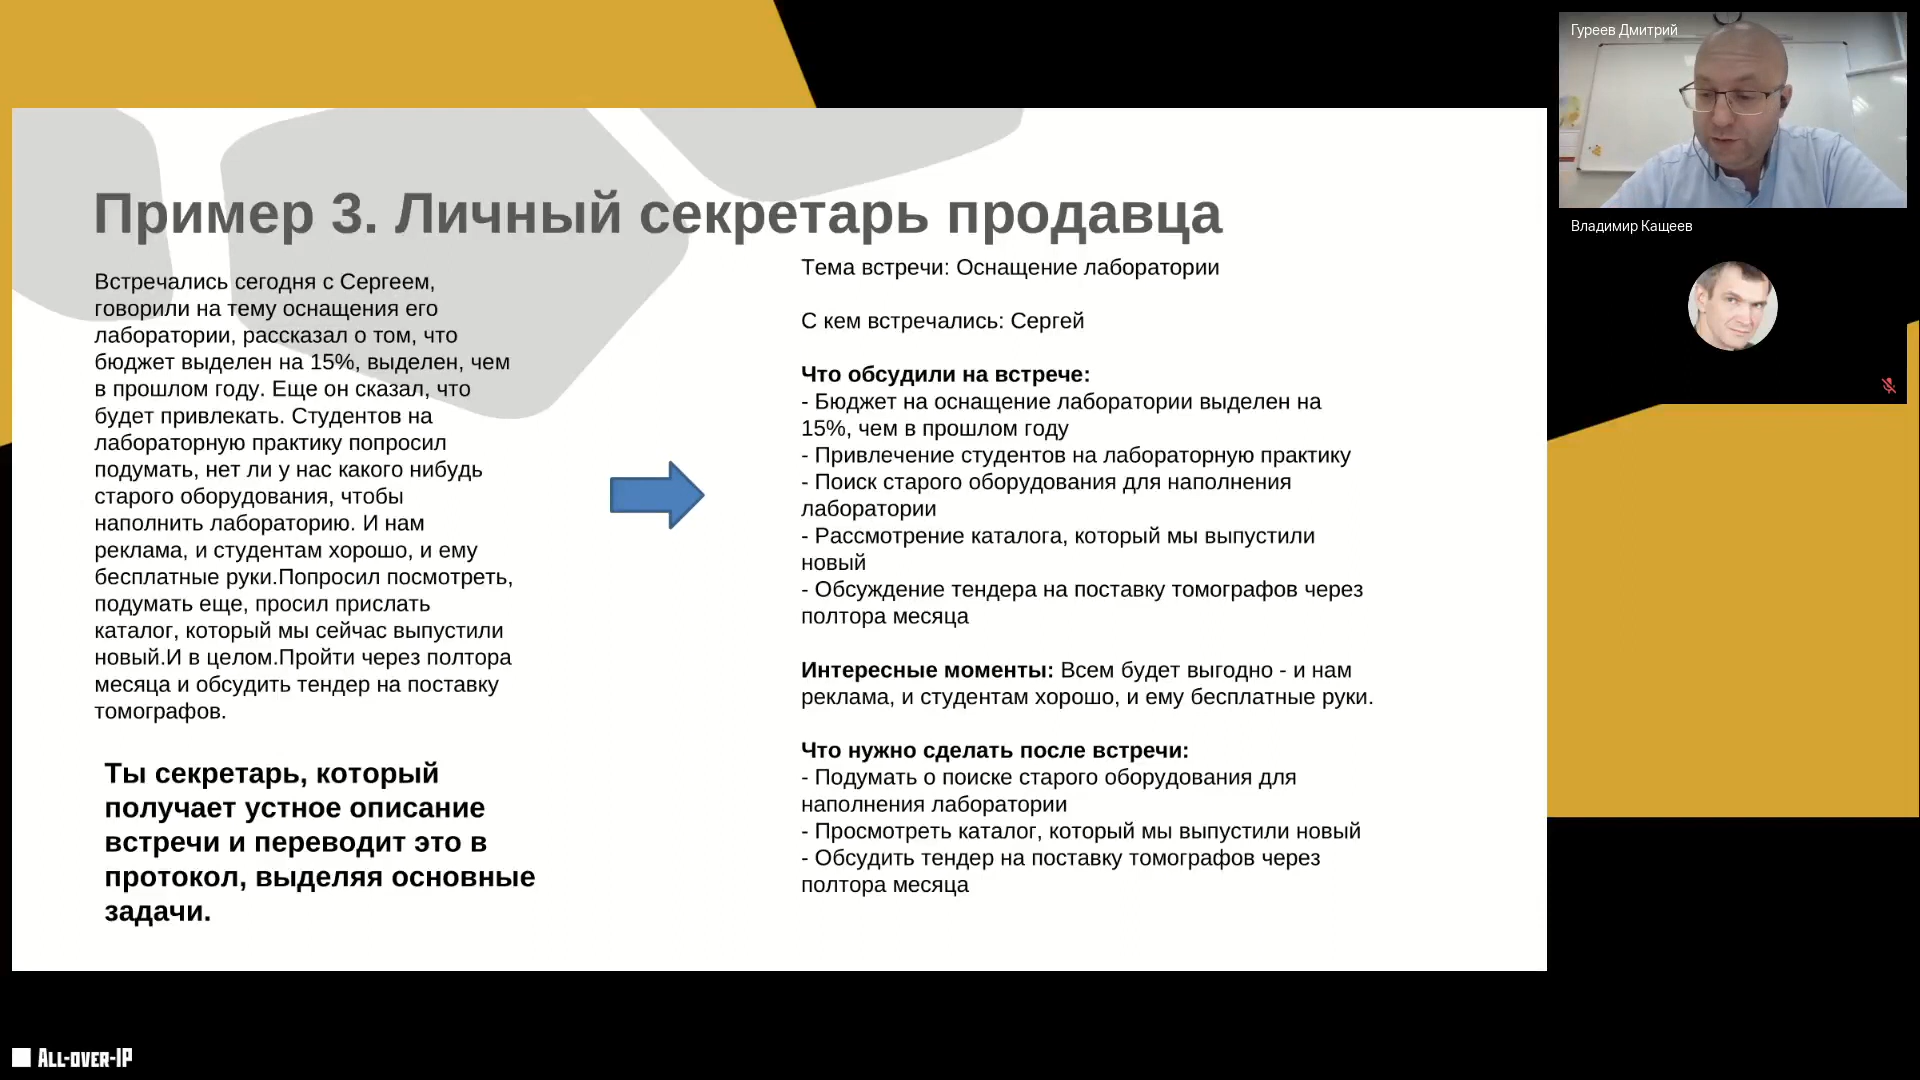 Пример 3. Личный секретарь продавца
Встречались сегодня с Сергеем,
говорили на тему оснащения его
лаборатории, рассказал о том, что
бюджет выделен на 15%, выделен, чем
в прошлом году. Еще он сказал, что
будет привлекать. Студентов на
лабораторную практику попросил
подумать, нет ли у нас какого нибудь
старого оборудования, чтобы
наполнить лабораторию. И нам
реклама, и студентам хорошо, и ему
бесплатные руки.Попросил посмотреть,
подумать еще, просил прислать
каталог, который мы сейчас выпустили
новый.И в целом.Пройти через полтора
месяца и обсудить тендер на поставку
томографов.
Ты секретарь, который
получает устное описание
встречи и переводит это в
протокол, выделяя основные
задачи.
Тема встречи: Оснащение лаборатории
С кем встречались: Сергей
Что обсудили на встрече:
- Бюджет на оснащение лаборатории выделен на
15%, чем в прошлом году
- Привлечение студентов на лабораторную практику
- Поиск старого оборудования для наполнения
лаборатории
- Рассмотрение каталога, который мы выпустили
новый
- Обсуждение тендера на поставку томографов через
полтора месяца
Интересные моменты: Всем будет выгодно - и нам
реклама, и студентам хорошо, и ему бесплатные руки.
Что нужно сделать после встречи:
- Подумать о поиске старого оборудования для
наполнения лаборатории
- Просмотреть каталог, который мы выпустили новый
- Обсудить тендер на поставку томографов через
полтора месяца
Гуреев Дмитрий
Владимир Кащеев
ALL-OVER-IP